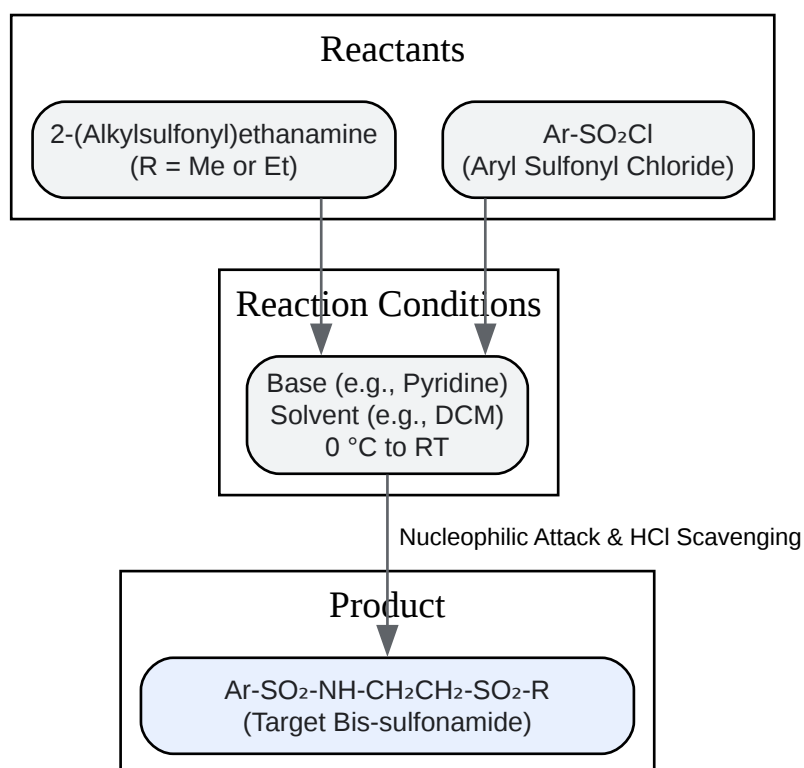 Reactants
2-(Alkylsulfonyl)ethanamine
(R = Me or Et)
Ar-SO₂Cl
(Aryl Sulfonyl Chloride)
Reaction Conditions
Base (e.g., Pyridine)
Solvent (e.g., DCM)
0 °C to RT
Nucleophilic Attack & HCl Scavenging
Product
Ar-SO₂-NH-CH₂CH₂-SO₂-R
(Target Bis-sulfonamide)